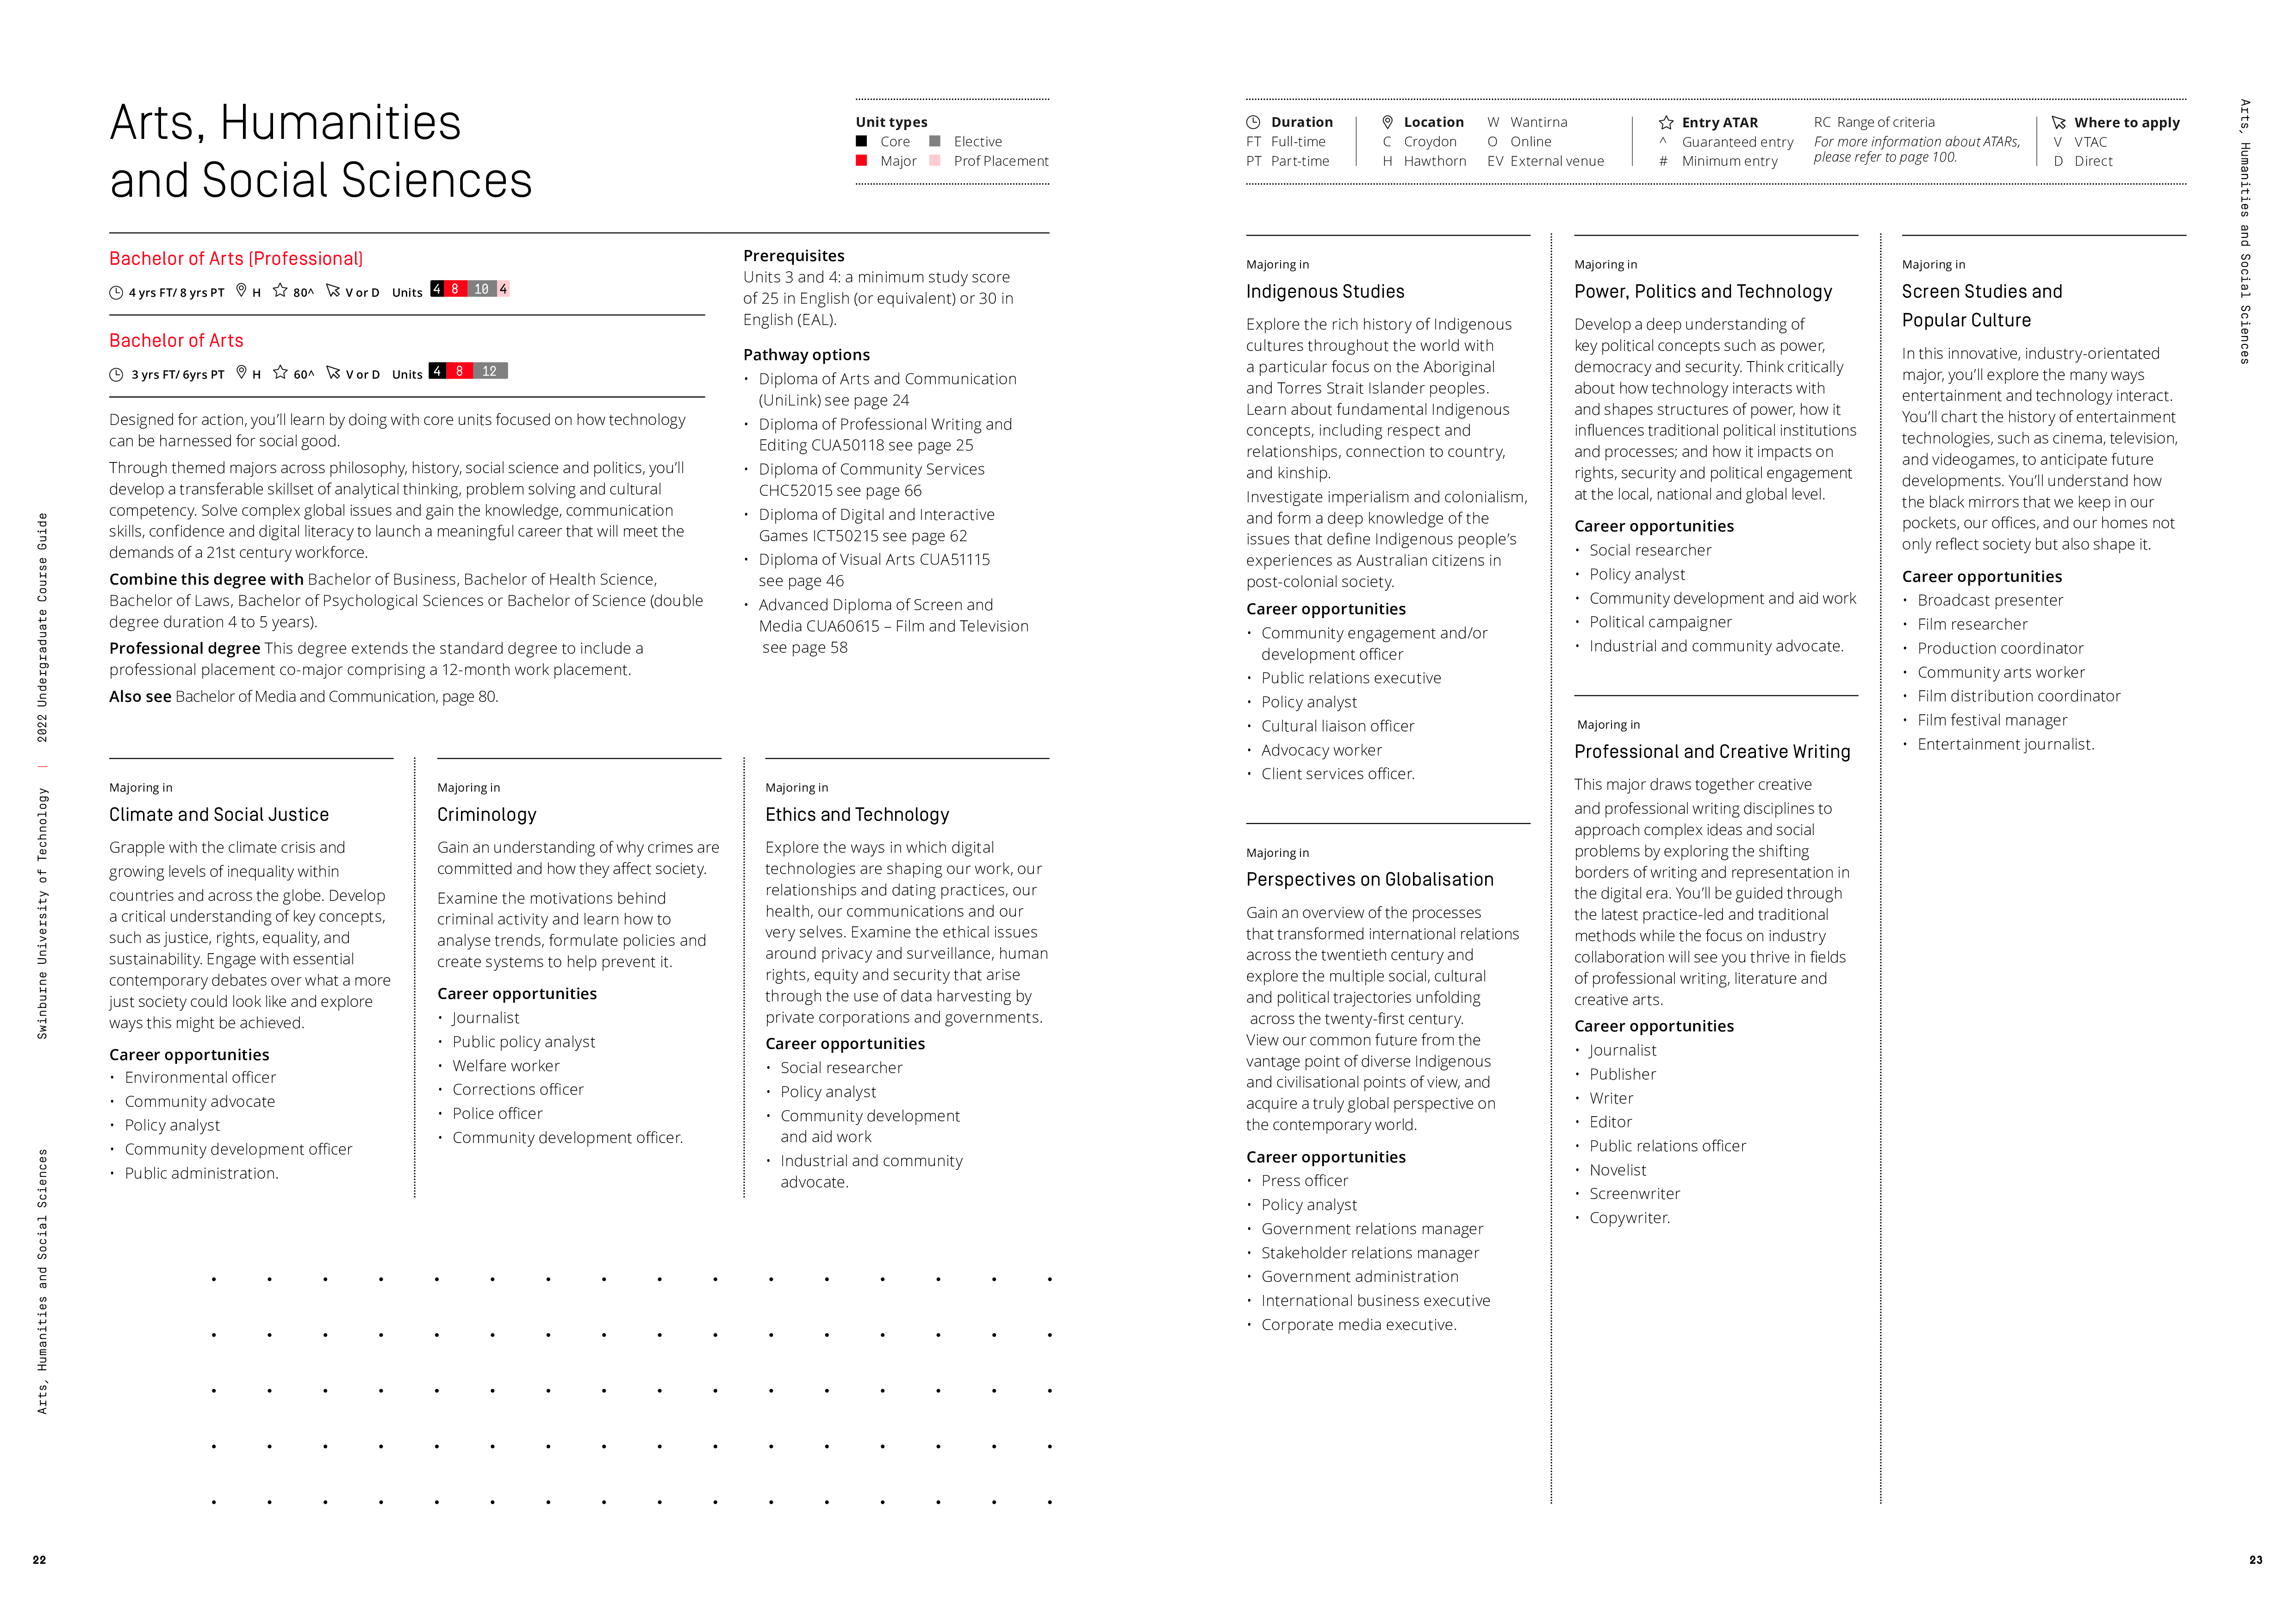 Arts, Humanities
and Social Sciences
Unit types
Core Elective
Major Prof Placement
Bachelor of Arts (Professional)
4 yrs FT/ 8 yrs PT H 80^ V or D Units 4 8 10 4
Bachelor of Arts
3 yrs FT/ 6yrs PT H 60^ V or D Units 4 8 12
Designed for action, you’ll learn by doing with core units focused on how technology
can be harnessed for social good.
Through themed majors across philosophy, history, social science and politics, you’ll
develop a transferable skillset of analytical thinking, problem solving and cultural
competency. Solve complex global issues and gain the knowledge, communication
skills, confidence and digital literacy to launch a meaningful career that will meet the
demands of a 21st century workforce.
Combine this degree with Bachelor of Business, Bachelor of Health Science,
Bachelor of Laws, Bachelor of Psychological Sciences or Bachelor of Science (double
degree duration 4 to 5 years).
Professional degree This degree extends the standard degree to include a
professional placement co-major comprising a 12-month work placement.
Also see Bachelor of Media and Communication, page 80.
Prerequisites
Units 3 and 4: a minimum study score
of 25 in English (or equivalent) or 30 in
English (EAL).
Pathway options
• Diploma of Arts and Communication
(UniLink) see page 24
• Diploma of Professional Writing and
Editing CUA50118 see page 25
• Diploma of Community Services
CHC52015 see page 66
• Diploma of Digital and Interactive
Games ICT50215 see page 62
• Diploma of Visual Arts CUA51115
see page 46
• Advanced Diploma of Screen and
Media CUA60615 – Film and Television
see page 58
Majoring in
Climate and Social Justice
Grapple with the climate crisis and
growing levels of inequality within
countries and across the globe. Develop
a critical understanding of key concepts,
such as justice, rights, equality, and
sustainability. Engage with essential
contemporary debates over what a more
just society could look like and explore
ways this might be achieved.
Career opportunities
• Environmental officer
• Community advocate
• Policy analyst
• Community development officer
• Public administration.
Majoring in
Criminology
Gain an understanding of why crimes are
committed and how they affect society.
Examine the motivations behind
criminal activity and learn how to
analyse trends, formulate policies and
create systems to help prevent it.
Career opportunities
• Journalist
• Public policy analyst
• Welfare worker
• Corrections officer
• Police officer
• Community development officer.
Majoring in
Ethics and Technology
Explore the ways in which digital
technologies are shaping our work, our
relationships and dating practices, our
health, our communications and our
very selves. Examine the ethical issues
around privacy and surveillance, human
rights, equity and security that arise
through the use of data harvesting by
private corporations and governments.
Career opportunities
• Social researcher
• Policy analyst
• Community development
and aid work
• Industrial and community
advocate.
Swinburne University of Technology | 2022 Undergraduate Course Guide
Arts, Humanities and Social Sciences
22
Duration
FT Full-time
PT Part-time
Location
C Croydon
H Hawthorn
W Wantirna
O Online
EV External venue
Entry ATAR
^ Guaranteed entry
# Minimum entry
RC Range of criteria
For more information about ATARs,
please refer to page 100.
Where to apply
V VTAC
D Direct
Majoring in
Indigenous Studies
Explore the rich history of Indigenous
cultures throughout the world with
a particular focus on the Aboriginal
and Torres Strait Islander peoples.
Learn about fundamental Indigenous
concepts, including respect and
relationships, connection to country,
and kinship.
Investigate imperialism and colonialism,
and form a deep knowledge of the
issues that define Indigenous people’s
experiences as Australian citizens in
post-colonial society.
Career opportunities
• Community engagement and/or
development officer
• Public relations executive
• Policy analyst
• Cultural liaison officer
• Advocacy worker
• Client services officer.
Majoring in
Perspectives on Globalisation
Gain an overview of the processes
that transformed international relations
across the twentieth century and
explore the multiple social, cultural
and political trajectories unfolding
across the twenty-first century.
View our common future from the
vantage point of diverse Indigenous
and civilisational points of view, and
acquire a truly global perspective on
the contemporary world.
Career opportunities
• Press officer
• Policy analyst
• Government relations manager
• Stakeholder relations manager
• Government administration
• International business executive
• Corporate media executive.
Majoring in
Power, Politics and Technology
Develop a deep understanding of
key political concepts such as power,
democracy and security. Think critically
about how technology interacts with
and shapes structures of power, how it
influences traditional political institutions
and processes; and how it impacts on
rights, security and political engagement
at the local, national and global level.
Career opportunities
• Social researcher
• Policy analyst
• Community development and aid work
• Political campaigner
• Industrial and community advocate.
Majoring in
Professional and Creative Writing
This major draws together creative
and professional writing disciplines to
approach complex ideas and social
problems by exploring the shifting
borders of writing and representation in
the digital era. You’ll be guided through
the latest practice-led and traditional
methods while the focus on industry
collaboration will see you thrive in fields
of professional writing, literature and
creative arts.
Career opportunities
• Journalist
• Publisher
• Writer
• Editor
• Public relations officer
• Novelist
• Screenwriter
• Copywriter.
Majoring in
Screen Studies and
Popular Culture
In this innovative, industry-orientated
major, you’ll explore the many ways
entertainment and technology interact.
You’ll chart the history of entertainment
technologies, such as cinema, television,
and videogames, to anticipate future
developments. You’ll understand how
the black mirrors that we keep in our
pockets, our offices, and our homes not
only reflect society but also shape it.
Career opportunities
• Broadcast presenter
• Film researcher
• Production coordinator
• Community arts worker
• Film distribution coordinator
• Film festival manager
• Entertainment journalist.
Arts, Humanities and Social Sciences
23